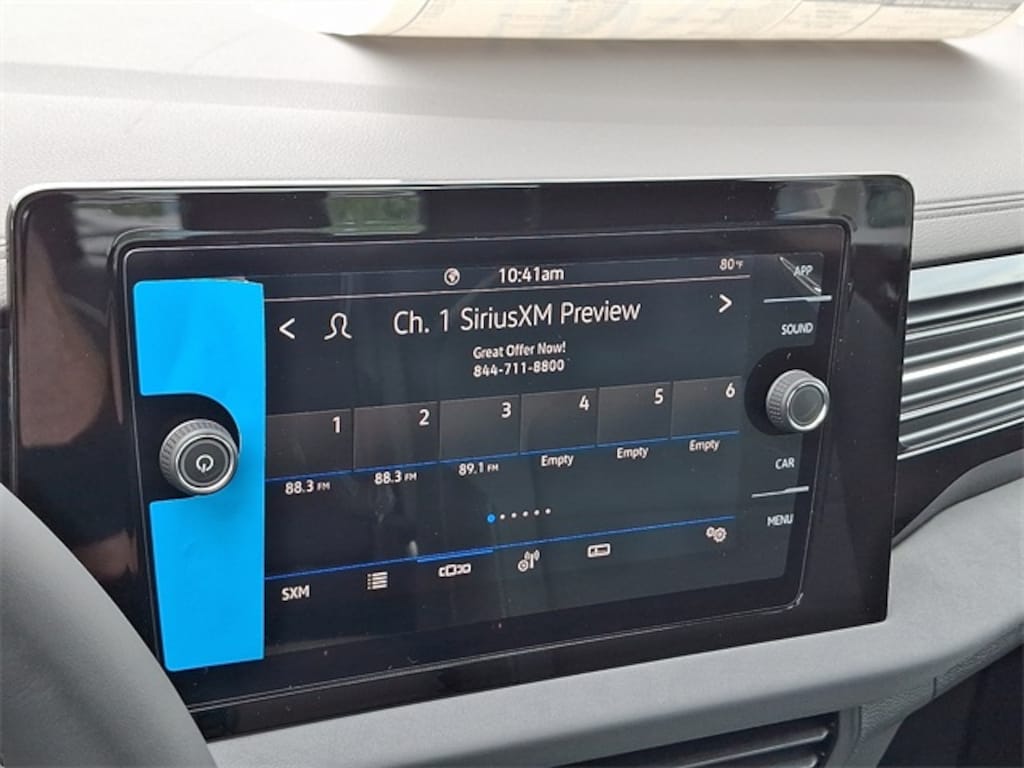 10:41am
80°F
Ch. 1 SiriusXM Preview
Great Offer Now!
844-711-8800
1 2 3 4 5 6
88.3 FM 88.3 FM 89.1 FM Empty Empty Empty
SXM
APP
SOUND
CAR
MENU